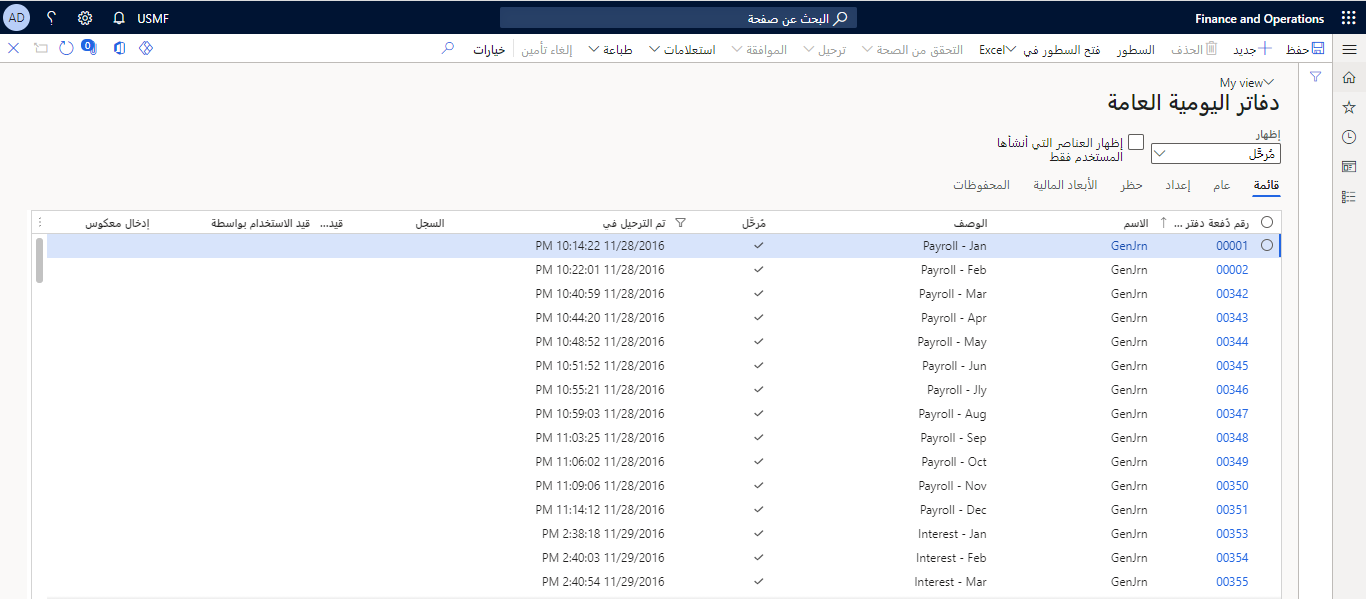 Finance and Operations
البحث عن صفحة
USMF
AD
حفظ
جديد
الحذف
السطور
فتح السطور في Excel
التحقق من الصحة
ترحيل
الموافقة
استعلامات
طباعة
إلغاء تأمين
خيارات
0
My view
دفاتر اليومية العامة
إظهار
مُرحَّل
إظهار العناصر التي أنشأها
المستخدم فقط
قائمة
عام
إعداد
حظر
الأبعاد المالية
المحفوظات
رقم دُفعة دفتر ... الاسم الوصف مُرحَّل تم الترحيل في السجل قيد... قيد الاستخدام بواسطة إدخال معكوس
00001 GenJrn Payroll - Jan 11/28/2016 10:14:22 PM
00002 GenJrn Payroll - Feb 11/28/2016 10:22:01 PM
00342 GenJrn Payroll - Mar 11/28/2016 10:40:59 PM
00343 GenJrn Payroll - Apr 11/28/2016 10:44:20 PM
00344 GenJrn Payroll - May 11/28/2016 10:48:52 PM
00345 GenJrn Payroll - Jun 11/28/2016 10:51:52 PM
00346 GenJrn Payroll - Jly 11/28/2016 10:55:21 PM
00347 GenJrn Payroll - Aug 11/28/2016 10:59:03 PM
00348 GenJrn Payroll - Sep 11/28/2016 11:03:25 PM
00349 GenJrn Payroll - Oct 11/28/2016 11:06:02 PM
00350 GenJrn Payroll - Nov 11/28/2016 11:09:06 PM
00351 GenJrn Payroll - Dec 11/28/2016 11:14:12 PM
00353 GenJrn Interest - Jan 11/29/2016 2:38:18 PM
00354 GenJrn Interest - Feb 11/29/2016 2:40:03 PM
00355 GenJrn Interest - Mar 11/29/2016 2:40:54 PM